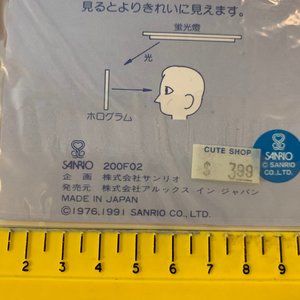 見るとよりきれいに見えます。
蛍光燈
光
ホログラム
CUTE SHOP
$ 3.99
SANRIO
© SANRIO
CO., LTD.
SANRIO 200F02
企 画 株式会社サンリオ
発売元 株式会社アルックス イン ジャパン
MADE IN JAPAN
©1976,1991 SANRIO CO., LTD.
2 3 4 5 6 7 8 9